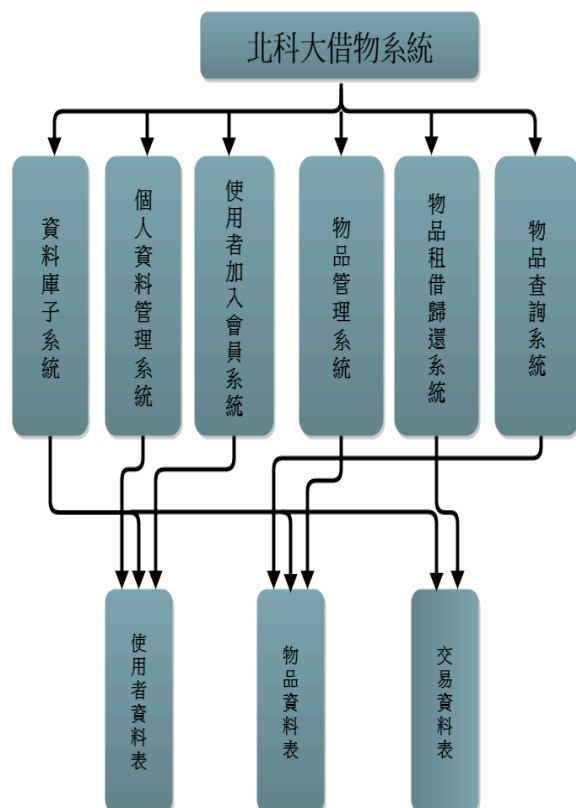 北科大借物系統
資料庫子系統
個人資料管理系統
使用者加入會員系統
物品管理系統
物品租借歸還系統
物品查詢系統
使用者資料表
物品資料表
交易資料表